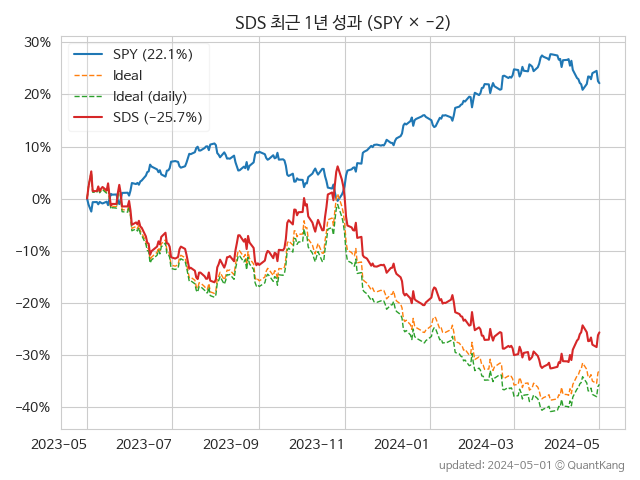 SDS 최근 1년 성과 (SPY × −2)
30%
20%
10%
0%
−10%
−20%
−30%
−40%
SPY (22.1%)
Ideal
Ideal (daily)
SDS (−25.7%)
2023-05 2023-07 2023-09 2023-11 2024-01 2024-03 2024-05
updated: 2024-05-01 ⓒ QuantKang